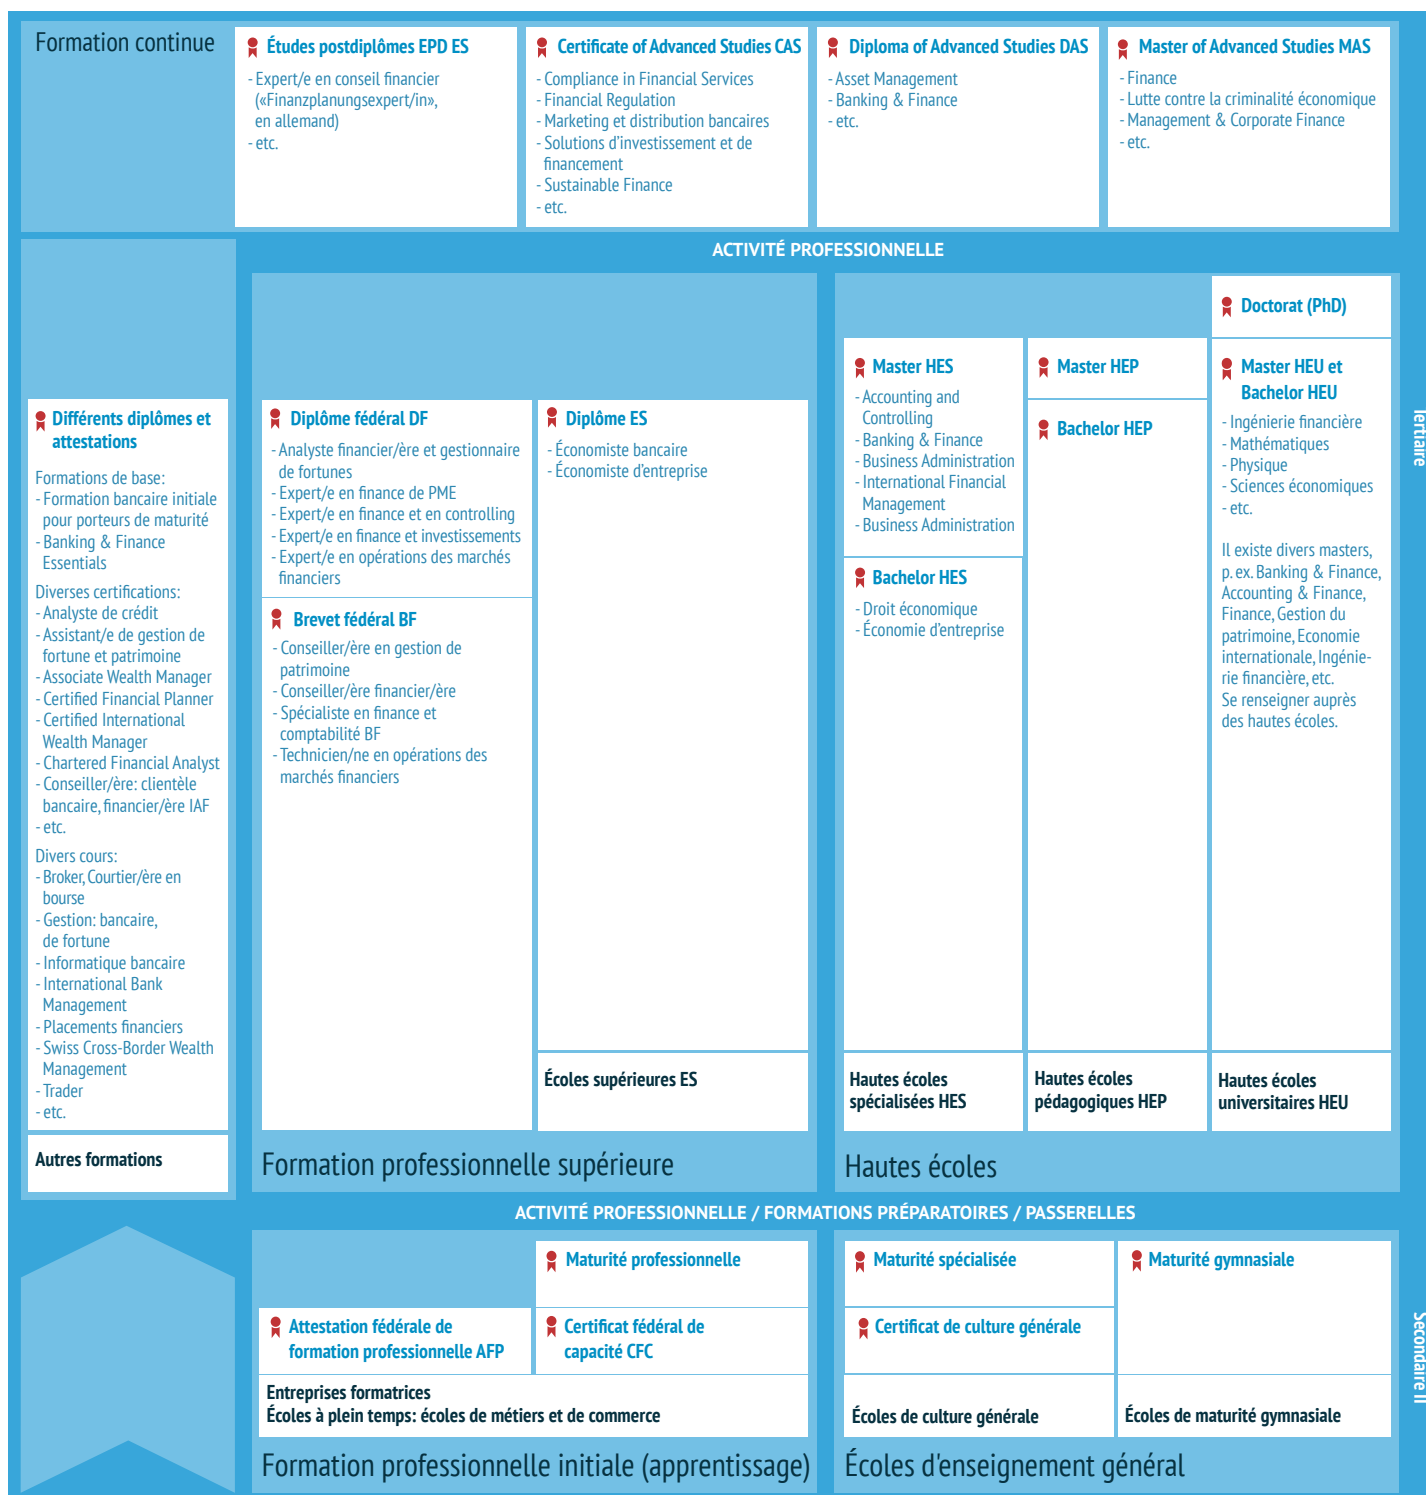 Formation continue
Études postdiplômes EPD ES
- Expert/e en conseil financier
(«Finanzplanungsexpert/in»,
en allemand)
- etc.
Certificate of Advanced Studies CAS
- Compliance in Financial Services
- Financial Regulation
- Marketing et distribution bancaires
- Solutions d'investissement et de
financement
- Sustainable Finance
- etc.
Diploma of Advanced Studies DAS
- Asset Management
- Banking & Finance
- etc.
Master of Advanced Studies MAS
- Finance
- Lutte contre la criminalité économique
- Management & Corporate Finance
- etc.
ACTIVITÉ PROFESSIONNELLE
Différents diplômes et
attestations
Formations de base:
- Formation bancaire initiale
pour porteurs de maturité
- Banking & Finance
Essentials
Diverses certifications:
- Analyste de crédit
- Assistant/e de gestion de
fortune et patrimoine
- Associate Wealth Manager
- Certified Financial Planner
- Certified International
Wealth Manager
- Chartered Financial Analyst
- Conseiller/ère: clientèle
bancaire, financier/ère IAF
- etc.
Divers cours:
- Broker, Courtier/ère en
bourse
- Gestion: bancaire,
de fortune
- Informatique bancaire
- International Bank
Management
- Placements financiers
- Swiss Cross-Border Wealth
Management
- Trader
- etc.
Autres formations
Diplôme fédéral DF
- Analyste financier/ère et gestionnaire
de fortunes
- Expert/e en finance de PME
- Expert/e en finance et en controlling
- Expert/e en finance et investissements
- Expert/e en opérations des marchés
financiers
Brevet fédéral BF
- Conseiller/ère en gestion de
patrimoine
- Conseiller/ère financier/ère
- Spécialiste en finance et
comptabilité BF
- Technicien/ne en opérations des
marchés financiers
Diplôme ES
- Économiste bancaire
- Économiste d'entreprise
Écoles supérieures ES
Formation professionnelle supérieure
Master HES
- Accounting and
Controlling
- Banking & Finance
- Business Administration
- International Financial
Management
- Business Administration
Bachelor HES
- Droit économique
- Économie d'entreprise
Hautes écoles
spécialisées HES
Master HEP
Bachelor HEP
Hautes écoles
pédagogiques HEP
Doctorat (PhD)
Master HEU et
Bachelor HEU
- Ingénierie financière
- Mathématiques
- Physique
- Sciences économiques
- etc.
Il existe divers masters,
p. ex. Banking & Finance,
Accounting & Finance,
Finance, Gestion du
patrimoine, Economie
internationale, Ingénie-
rie financière, etc.
Se renseigner auprès
des hautes écoles.
Hautes écoles
universitaires HEU
Hautes écoles
Tertiaire
ACTIVITÉ PROFESSIONNELLE / FORMATIONS PRÉPARATOIRES / PASSERELLES
Maturité professionnelle
Attestation fédérale de
formation professionnelle AFP
Certificat fédéral de
capacité CFC
Entreprises formatrices
Écoles à plein temps: écoles de métiers et de commerce
Formation professionnelle initiale (apprentissage)
Maturité spécialisée
Certificat de culture générale
Écoles de culture générale
Maturité gymnasiale
Écoles de maturité gymnasiale
Écoles d'enseignement général
Secondaire II